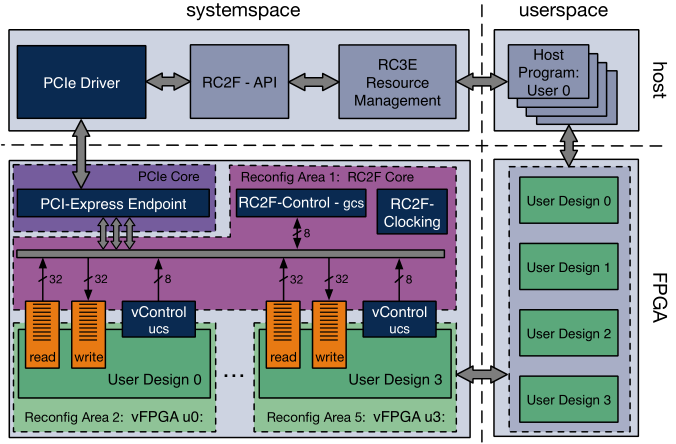 systemspace
userspace
PCIe Driver
RC2F - API
RC3E
Resource
Management
Host
Program:
User 0
host
PCIe Core
PCI-Express Endpoint
Reconfig Area 1: RC2F Core
RC2F-Control - gcs
RC2F-
Clocking
8
32
32
8
32
32
8
read
write
vControl
ucs
User Design 0
Reconfig Area 2: vFPGA u0:
...
read
write
vControl
ucs
User Design 3
Reconfig Area 5: vFPGA u3:
User Design 0
User Design 1
User Design 2
User Design 3
FPGA